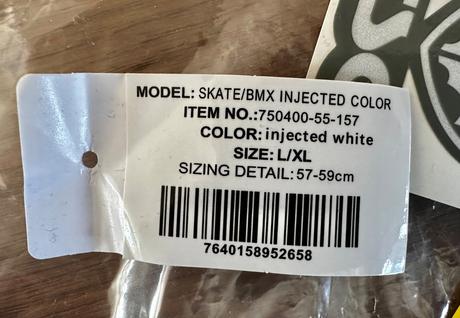 MODEL: SKATE/BMX INJECTED COLOR
ITEM NO.:750400-55-157
COLOR: injected white
SIZE: L/XL
SIZING DETAIL: 57-59cm
7640158952658